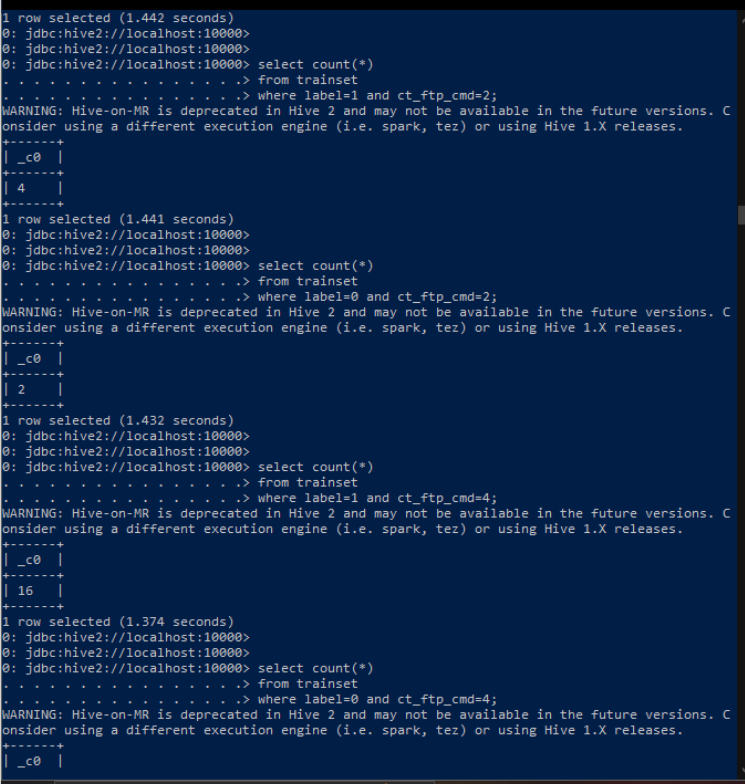 1 row selected (1.442 seconds)
0: jdbc:hive2://localhost:10000>
0: jdbc:hive2://localhost:10000>
0: jdbc:hive2://localhost:10000> select count(*)
. . . . . . . . . . . . . . . .> from trainset
. . . . . . . . . . . . . . . .> where label=1 and ct_ftp_cmd=2;
WARNING: Hive-on-MR is deprecated in Hive 2 and may not be available in the future versions. C
onsider using a different execution engine (i.e. spark, tez) or using Hive 1.X releases.
+------+
| _c0  |
+------+
| 4    |
+------+
1 row selected (1.441 seconds)
0: jdbc:hive2://localhost:10000>
0: jdbc:hive2://localhost:10000>
0: jdbc:hive2://localhost:10000> select count(*)
. . . . . . . . . . . . . . . .> from trainset
. . . . . . . . . . . . . . . .> where label=0 and ct_ftp_cmd=2;
WARNING: Hive-on-MR is deprecated in Hive 2 and may not be available in the future versions. C
onsider using a different execution engine (i.e. spark, tez) or using Hive 1.X releases.
+------+
| _c0  |
+------+
| 2    |
+------+
1 row selected (1.432 seconds)
0: jdbc:hive2://localhost:10000>
0: jdbc:hive2://localhost:10000>
0: jdbc:hive2://localhost:10000> select count(*)
. . . . . . . . . . . . . . . .> from trainset
. . . . . . . . . . . . . . . .> where label=1 and ct_ftp_cmd=4;
WARNING: Hive-on-MR is deprecated in Hive 2 and may not be available in the future versions. C
onsider using a different execution engine (i.e. spark, tez) or using Hive 1.X releases.
+------+
| _c0  |
+------+
| 16   |
+------+
1 row selected (1.374 seconds)
0: jdbc:hive2://localhost:10000>
0: jdbc:hive2://localhost:10000>
0: jdbc:hive2://localhost:10000> select count(*)
. . . . . . . . . . . . . . . .> from trainset
. . . . . . . . . . . . . . . .> where label=0 and ct_ftp_cmd=4;
WARNING: Hive-on-MR is deprecated in Hive 2 and may not be available in the future versions. C
onsider using a different execution engine (i.e. spark, tez) or using Hive 1.X releases.
+------+
| _c0  |